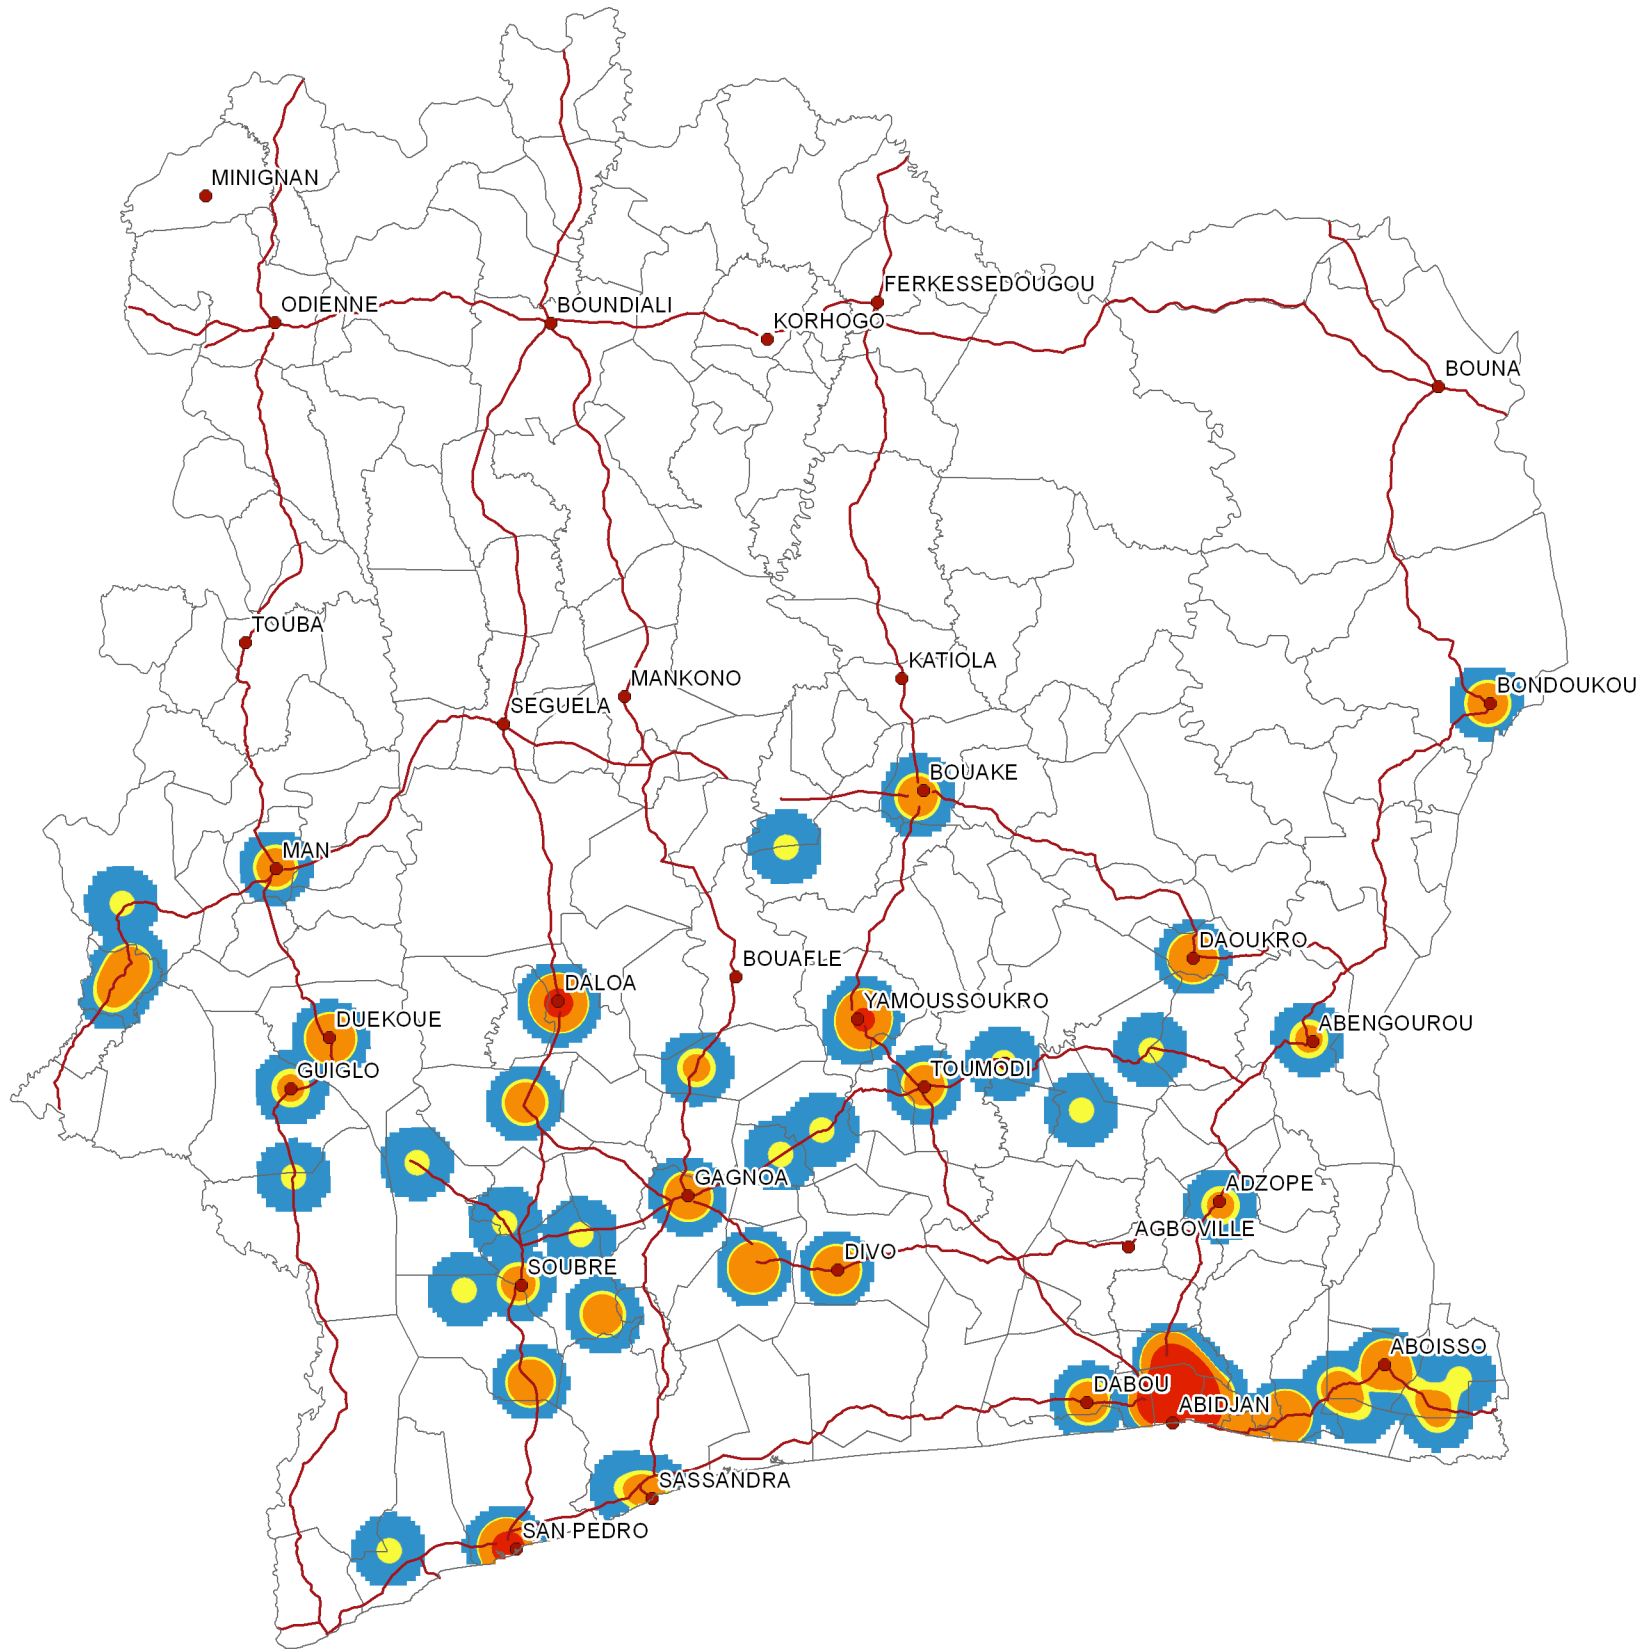 MINIGNAN
FERKESSEDOUGOU
ODIENNE
BOUNDIALI
KORHOGO
BOUNA
TOUBA
KATIOLA
MANKONO
BONDOUKOU
SEGUELA
BOUAKE
MAN
DAOUKRO
BOUAFLE
DALOA
YAMOUSSOUKRO
DUEKOUE
ABENGOUROU
GUIGLO
TOUMODI
GAGNOA
ADZOPE
AGBOVILLE
DIVO
SOUBRE
ABOISSO
DABOU
ABIDJAN
SASSANDRA
SAN PEDRO